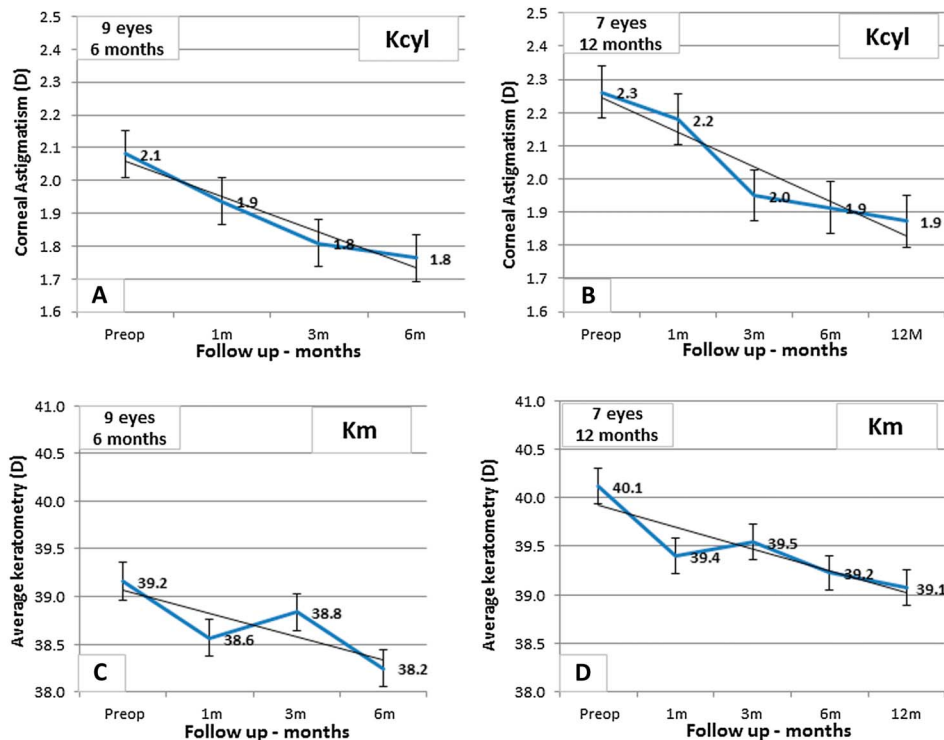 9 eyes
6 months
Kcyl
Corneal Astigmatism (D)
2.5
2.4
2.3
2.2
2.1
2.0
1.9
1.8
1.7
1.6
2.1
1.9
1.8
1.8
A
Preop
1m
3m
6m
Follow up - months
7 eyes
12 months
Kcyl
Corneal Astigmatism (D)
2.5
2.4
2.3
2.2
2.1
2.0
1.9
1.8
1.7
1.6
2.3
2.2
2.0
1.9
1.9
B
Preop
1m
3m
6m
12M
Follow up - months
9 eyes
6 months
Km
Average keratometry (D)
41.0
40.5
40.0
39.5
39.0
38.5
38.0
39.2
38.6
38.8
38.2
C
Preop
1m
3m
6m
Follow up - months
7 eyes
12 months
Km
Average keratometry (D)
41.0
40.5
40.0
39.5
39.0
38.5
38.0
40.1
39.4
39.5
39.2
39.1
D
Preop
1m
3m
6m
12m
Follow up - months